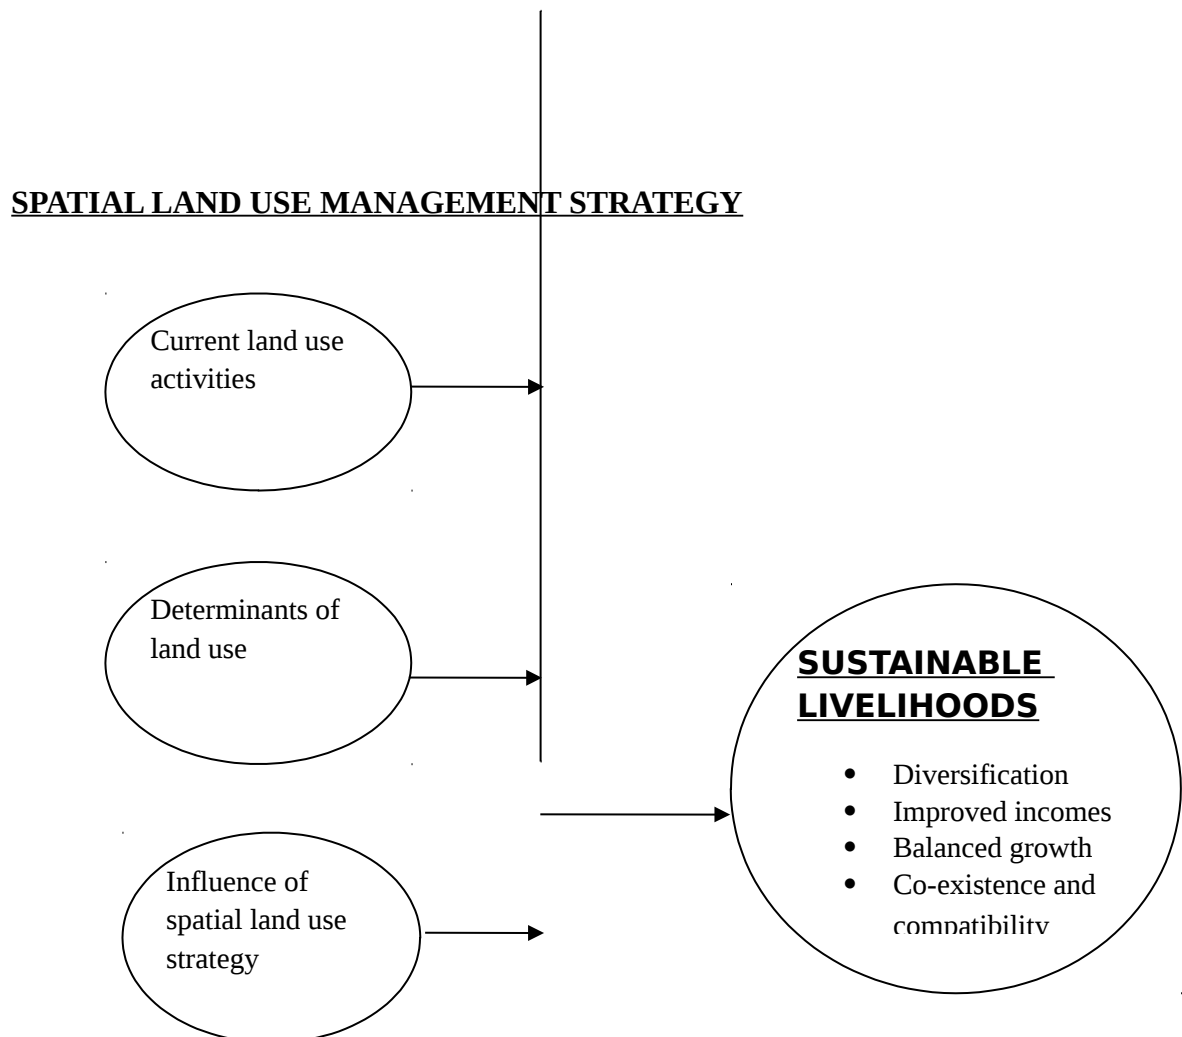 SPATIAL LAND USE MANAGEMENT STRATEGY
Current land use
activities
Determinants of
land use
Influence of
spatial land use
strategy
SUSTAINABLE
LIVELIHOODS
• Diversification
• Improved incomes
• Balanced growth
• Co-existence and
compatibility